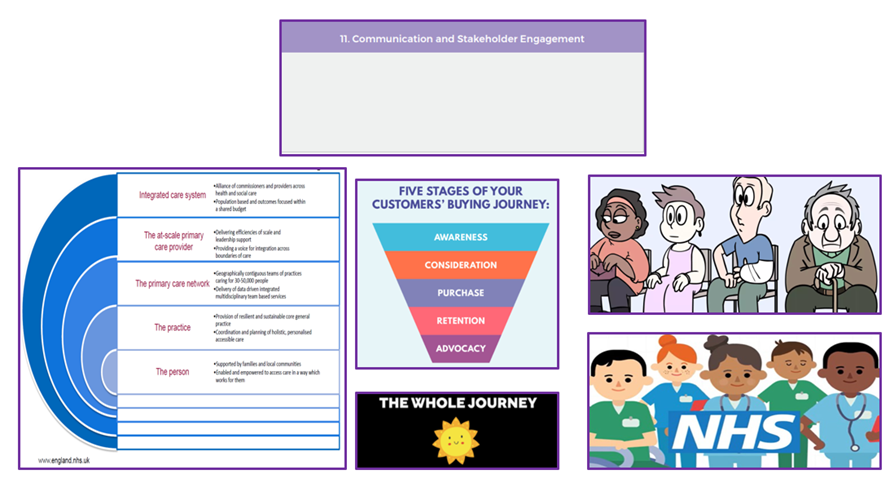 11. Communication and Stakeholder Engagement
Integrated care system
•Alliance of commissioners and providers across
health and social care
•Population based and outcomes focused within
a shared budget
The at-scale primary
care provider
•Delivering efficiencies of scale and
leadership support
•Providing a voice for integration across
boundaries of care
The primary care network
•Geographically contiguous teams of practices
caring for 30-50,000 people
•Delivery of data driven integrated
multidisciplinary team based services
The practice
•Provision of resilient and sustainable core general
practice
•Coordination and planning of holistic, personalised
accessible care
The person
•Supported by families and local communities
•Enabled and empowered to access care in a way which
works for them
www.england.nhs.uk
FIVE STAGES OF YOUR
CUSTOMERS' BUYING JOURNEY:
AWARENESS
CONSIDERATION
PURCHASE
RETENTION
ADVOCACY
THE WHOLE JOURNEY
NHS